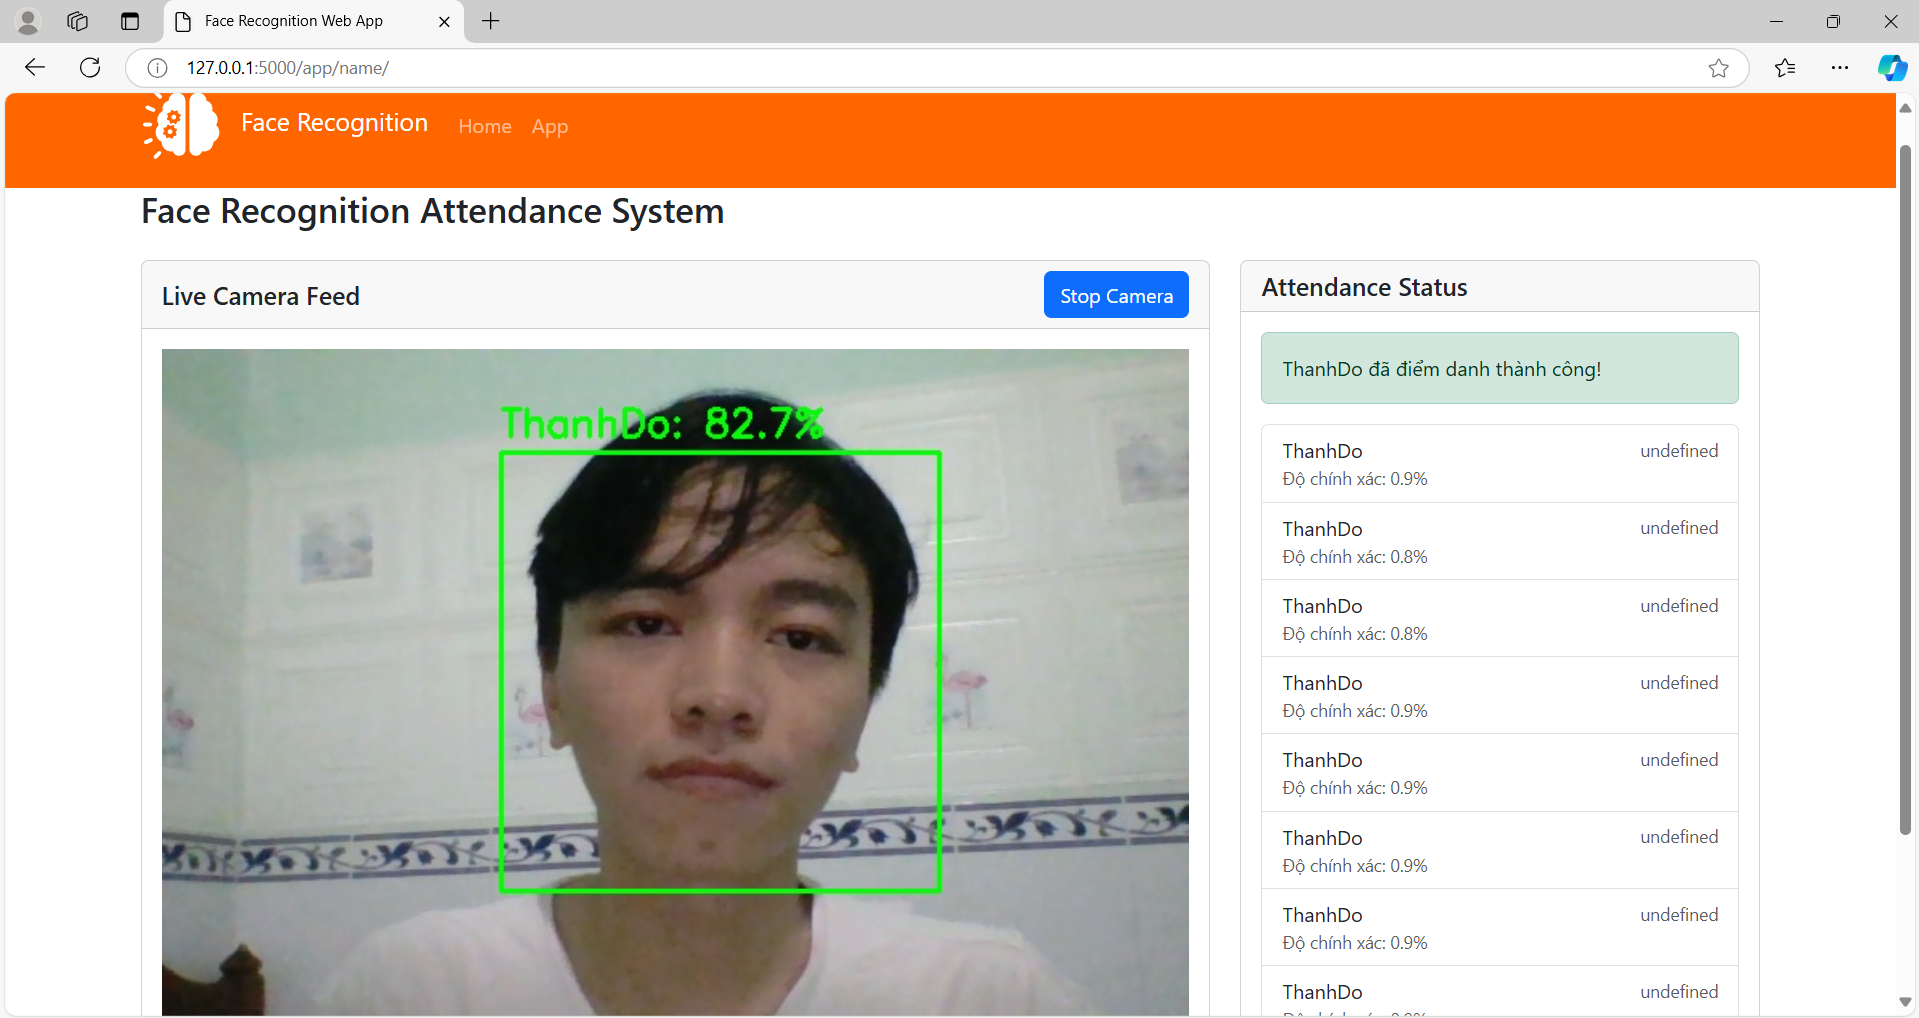 Face Recognition Web App
127.0.0.1:5000/app/name/
Face Recognition
Home
App
Face Recognition Attendance System
Live Camera Feed
Stop Camera
ThanhDo: 82.7%
Attendance Status
ThanhDo đã điểm danh thành công!
ThanhDo undefined
Độ chính xác: 0.9%
ThanhDo undefined
Độ chính xác: 0.8%
ThanhDo undefined
Độ chính xác: 0.8%
ThanhDo undefined
Độ chính xác: 0.9%
ThanhDo undefined
Độ chính xác: 0.9%
ThanhDo undefined
Độ chính xác: 0.9%
ThanhDo undefined
Độ chính xác: 0.9%
ThanhDo undefined